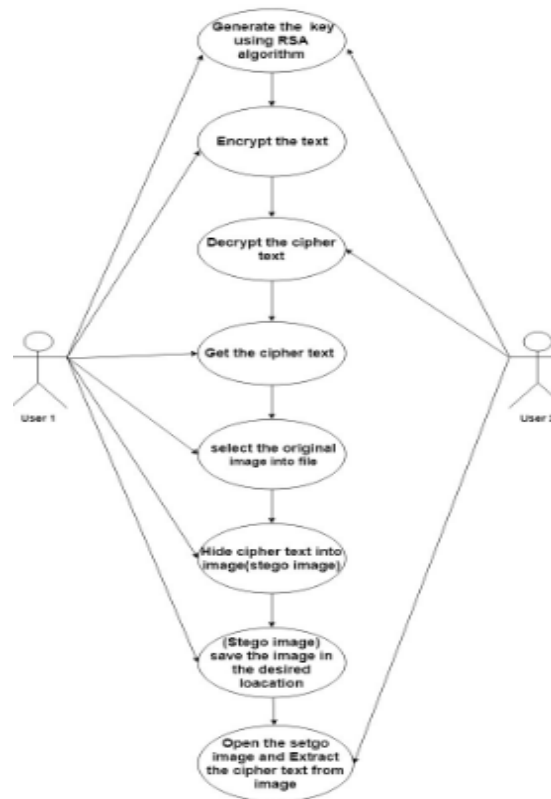 Generate the key
using RSA
algorithm
Encrypt the text
Decrypt the cipher
text
Get the cipher text
User 1
User
select the original
image into file
Hide cipher text into
image(stego image)
(Stego image)
save the image in
the desired
loacation
Open the setgo
image and Extract
the cipher text from
image